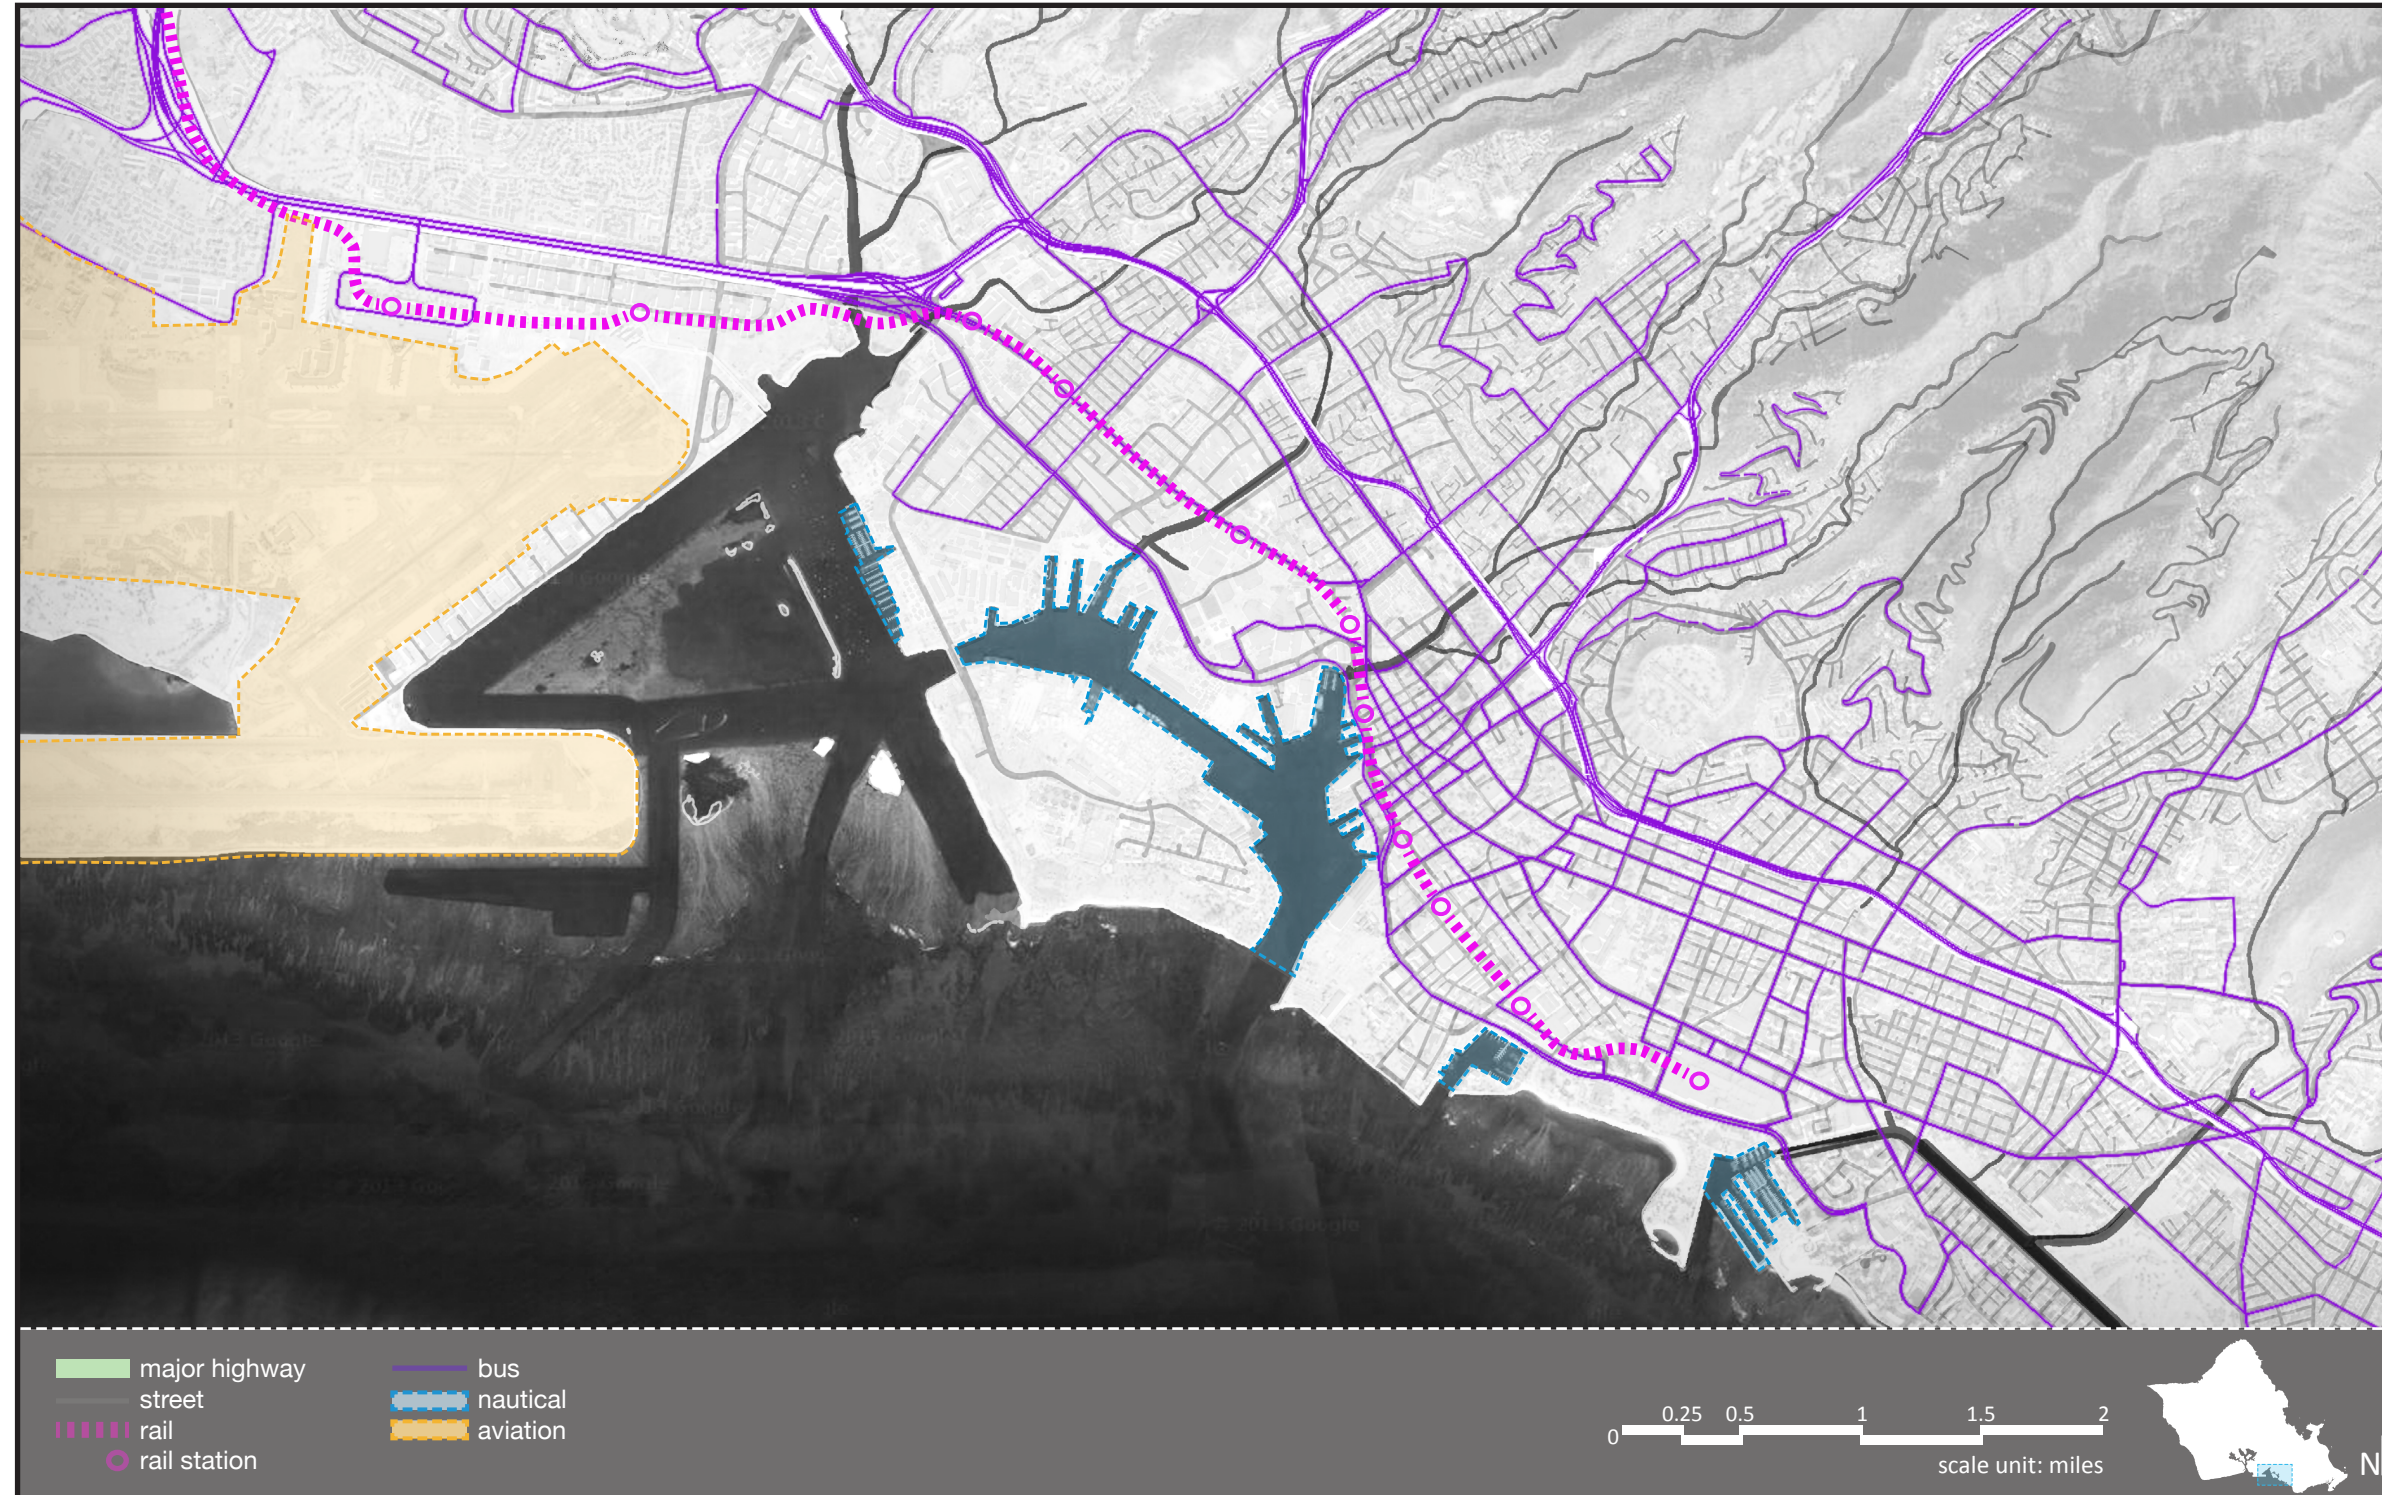 major highway
street
rail
rail station
bus
nautical
aviation
0 0.25 0.5 1 1.5 2
scale unit: miles
N